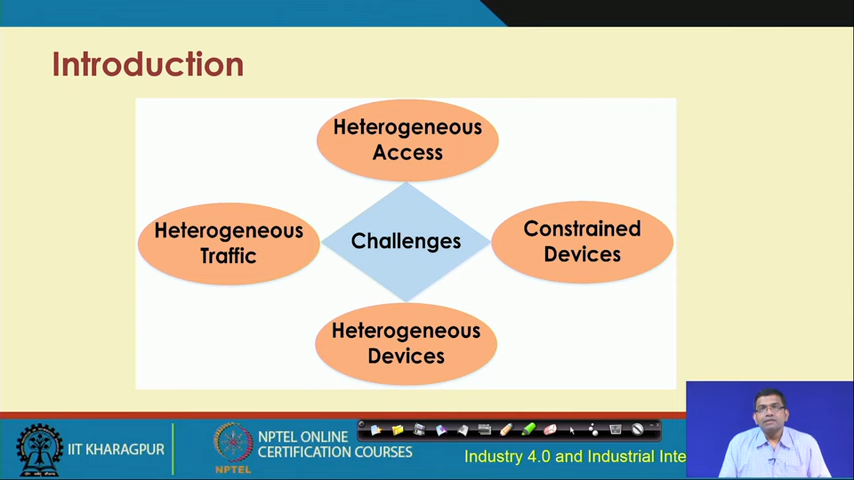 Introduction
Heterogeneous
Access
Heterogeneous
Traffic
Challenges
Constrained
Devices
Heterogeneous
Devices
IIT KHARAGPUR
NPTEL
NPTEL ONLINE
CERTIFICATION COURSES
Industry 4.0 and Industrial Inte